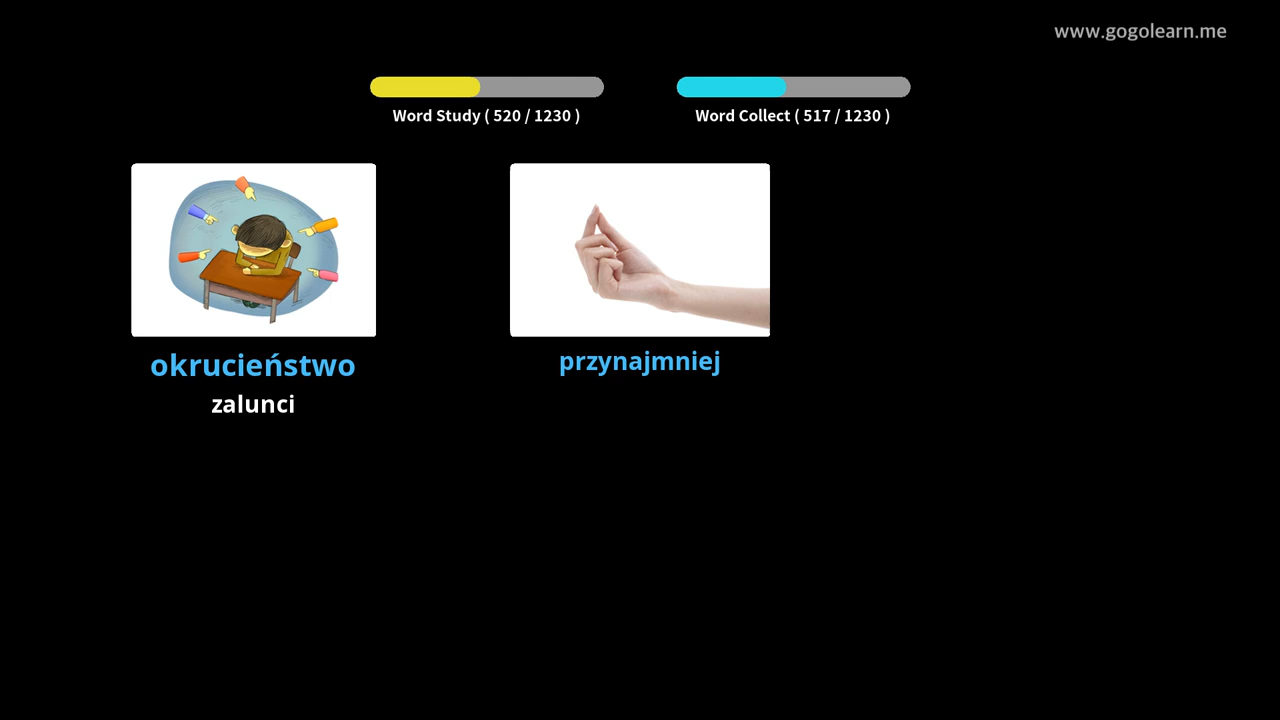 www.gogolearn.me
Word Study ( 520 / 1230 )
Word Collect ( 517 / 1230 )
okrucieństwo
zalunci
przynajmniej